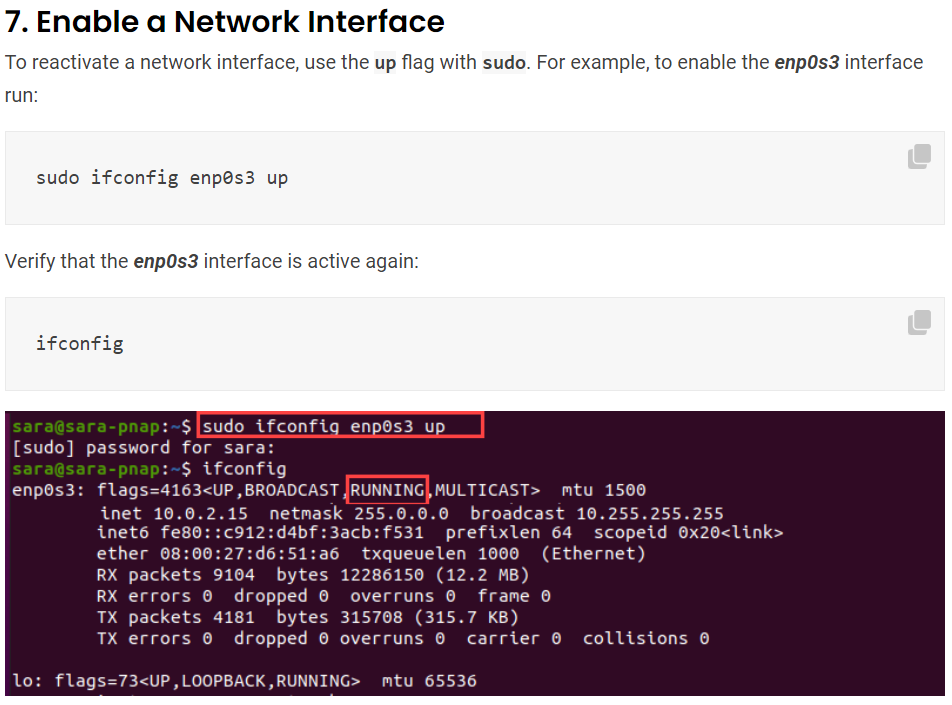 7. Enable a Network Interface
To reactivate a network interface, use the up flag with sudo. For example, to enable the enp0s3 interface
run:
sudo ifconfig enp0s3 up
Verify that the enp0s3 interface is active again:
ifconfig
sara@sara-pnap:~$ sudo ifconfig enp0s3 up
[sudo] password for sara:
sara@sara-pnap:~$ ifconfig
enp0s3: flags=4163<UP,BROADCAST,RUNNING,MULTICAST>  mtu 1500
inet 10.0.2.15  netmask 255.0.0.0  broadcast 10.255.255.255
inet6 fe80::c912:d4bf:3acb:f531  prefixlen 64  scopeid 0x20<link>
ether 08:00:27:d6:51:a6  txqueuelen 1000  (Ethernet)
RX packets 9104  bytes 12286150 (12.2 MB)
RX errors 0  dropped 0  overruns 0  frame 0
TX packets 4181  bytes 315708 (315.7 KB)
TX errors 0  dropped 0 overruns 0  carrier 0  collisions 0
lo: flags=73<UP,LOOPBACK,RUNNING>  mtu 65536